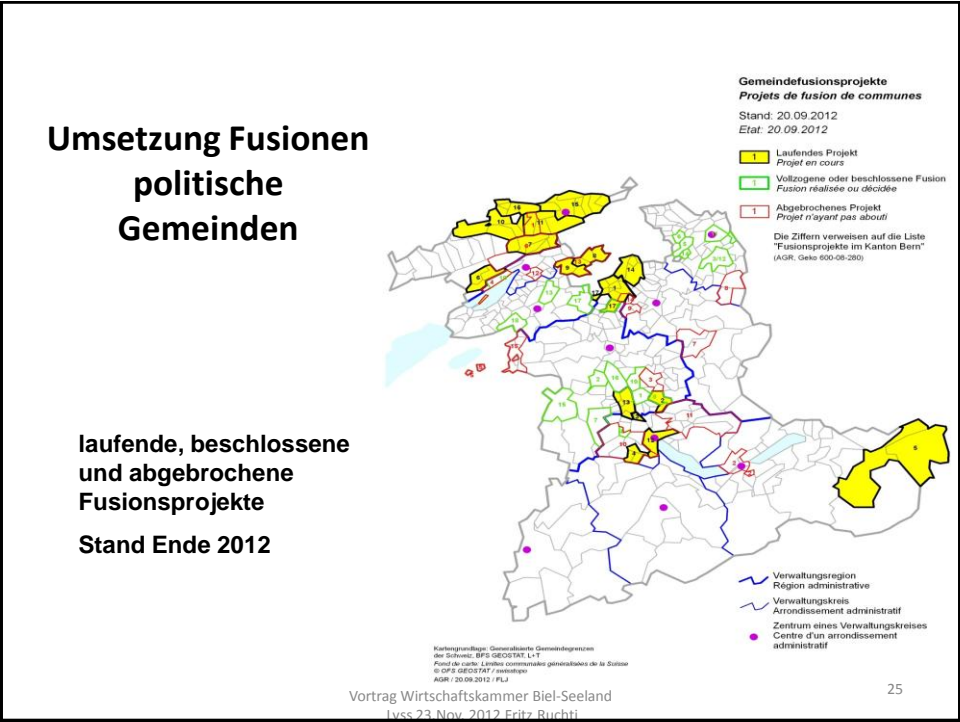 Umsetzung Fusionen
politische
Gemeinden
laufende, beschlossene
und abgebrochene
Fusionsprojekte
Stand Ende 2012
Gemeindefusionsprojekte
Projets de fusion de communes
Stand: 20.09.2012
Etat: 20.09.2012
1 Laufendes Projekt
Projet en cours
1 Vollzogene oder beschlossene Fusion
Fusion réalisée ou décidée
1 Abgebrochenes Projekt
Projet n'ayant pas abouti
Die Ziffern verweisen auf die Liste
"Fusionsprojekte im Kanton Bern"
(AGR, Geko 600-08-280)
Verwaltungsregion
Région administrative
Verwaltungskreis
Arrondissement administratif
Zentrum eines Verwaltungskreises
Centre d'un arrondissement
administratif
Kartengrundlage: Generalisierte Gemeindegrenzen
der Schweiz, BFS GEOSTAT, L+T
Fond de carte: Limites communales généralisées de la Suisse
© OFS GEOSTAT / swisstopo
AGR / 20.09.2012 / FLJ
Vortrag Wirtschaftskammer Biel-Seeland
Lyss 23.Nov. 2012 Fritz Ruchti
25